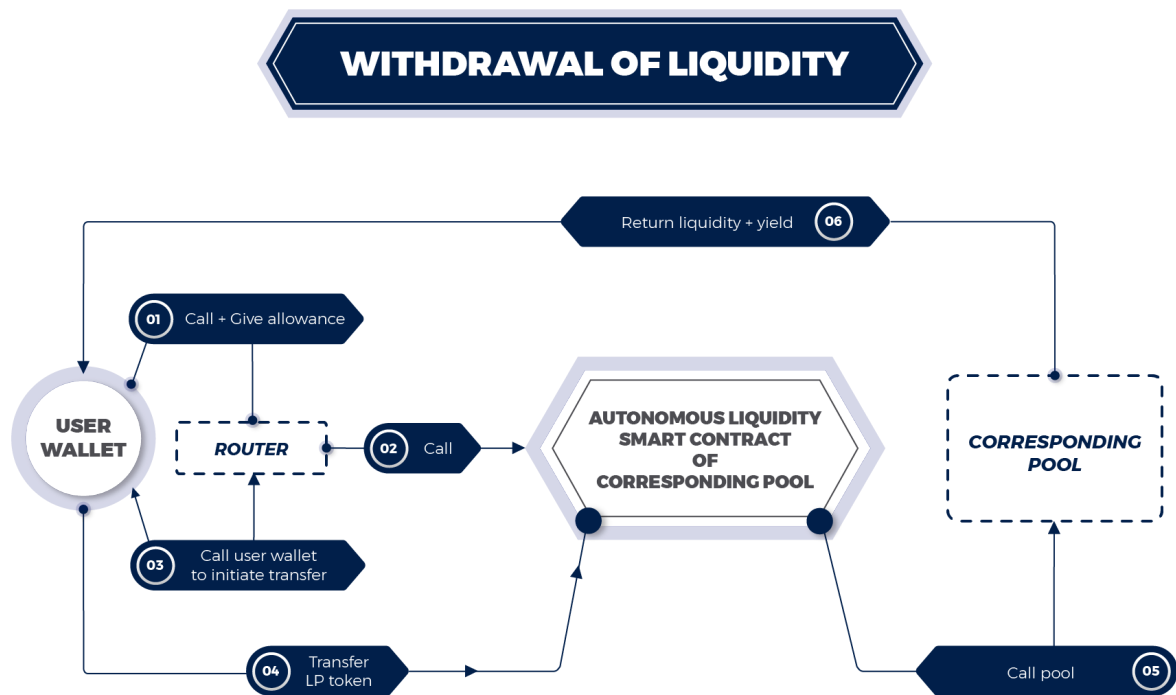 WITHDRAWAL OF LIQUIDITY
Return liquidity + yield 06
01 Call + Give allowance
USER
WALLET
ROUTER
02 Call
AUTONOMOUS LIQUIDITY
SMART CONTRACT
OF
CORRESPONDING POOL
CORRESPONDING
POOL
03 Call user wallet
to initiate transfer
04 Transfer
LP token
Call pool 05